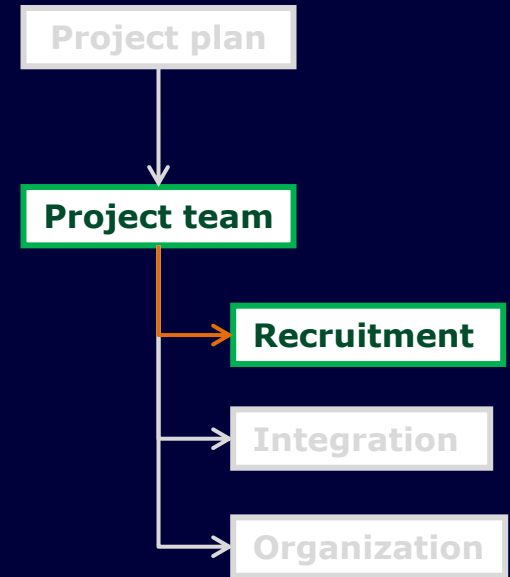 Project plan
Project team
Recruitment
Integration
Organization